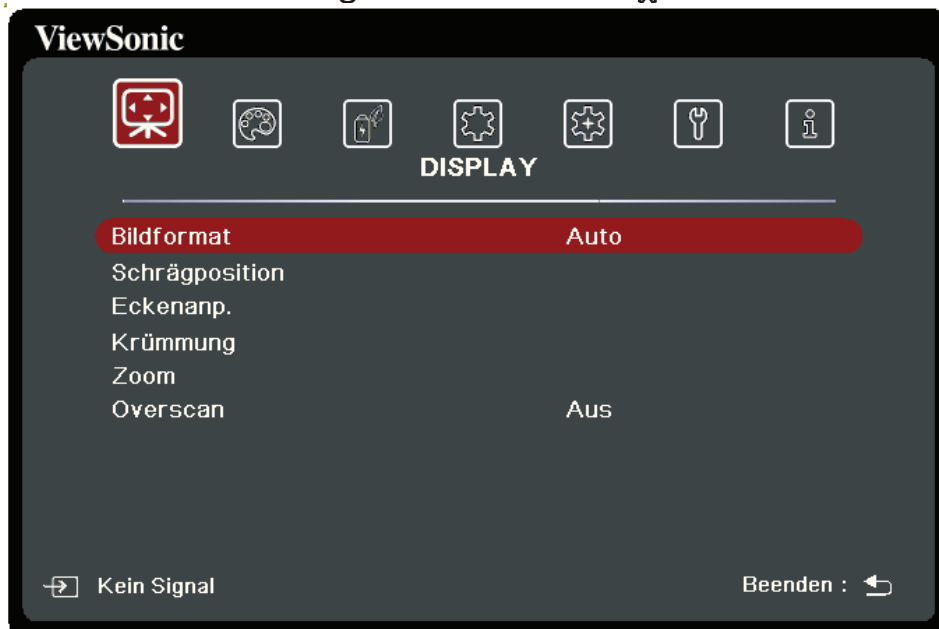 ViewSonic
DISPLAY
Bildformat Auto
Schrägposition
Eckenanp.
Krümmung
Zoom
Overscan Aus
Kein Signal Beenden :